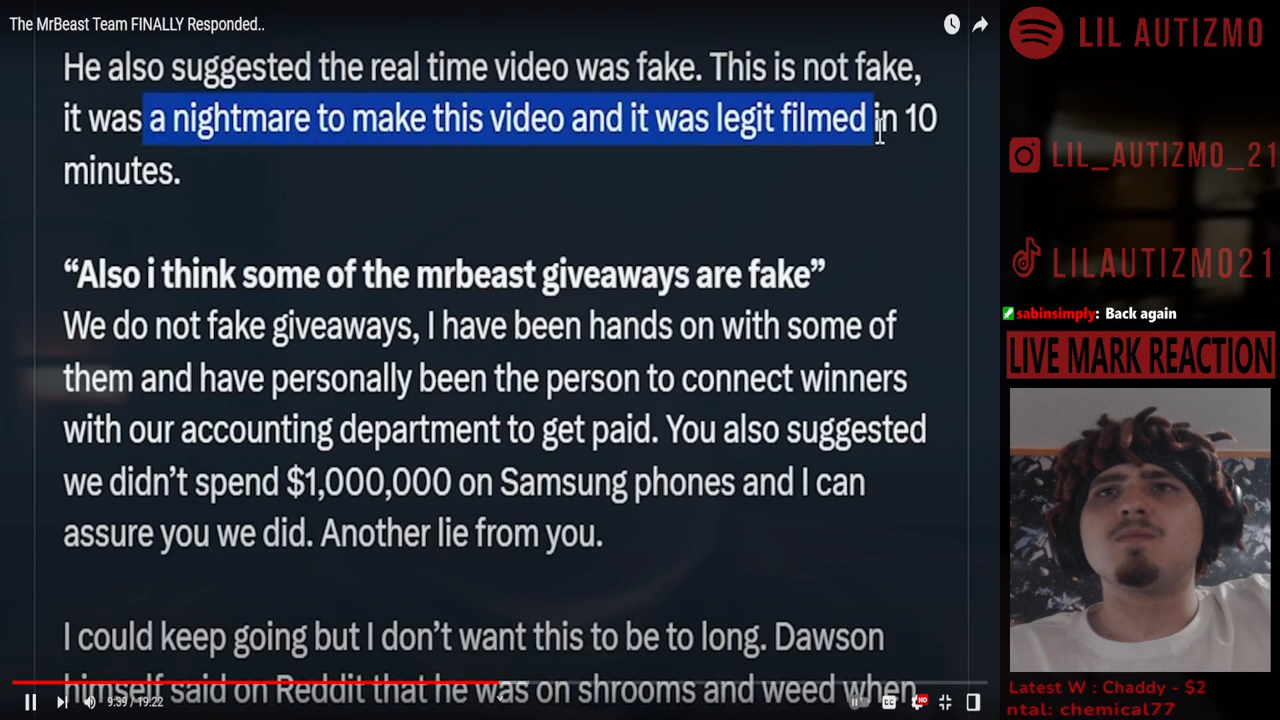 The MrBeast Team FINALLY Responded..
He also suggested the real time video was fake. This is not fake,
it was a nightmare to make this video and it was legit filmed in 10
minutes.
“Also i think some of the mrbeast giveaways are fake”
We do not fake giveaways, I have been hands on with some of
them and have personally been the person to connect winners
with our accounting department to get paid. You also suggested
we didn’t spend $1,000,000 on Samsung phones and I can
assure you we did. Another lie from you.
I could keep going but I don’t want this to be to long. Dawson
himself said on Reddit that he was on shrooms and weed when
9:39 / 19:22
CC
HD
LIL AUTIZMO
LIL_AUTIZMO_21
LILAUTIZMO21
sabinsimply: Back again
LIVE MARK REACTION
Latest W : Chaddy - $2
ntal: chemical77